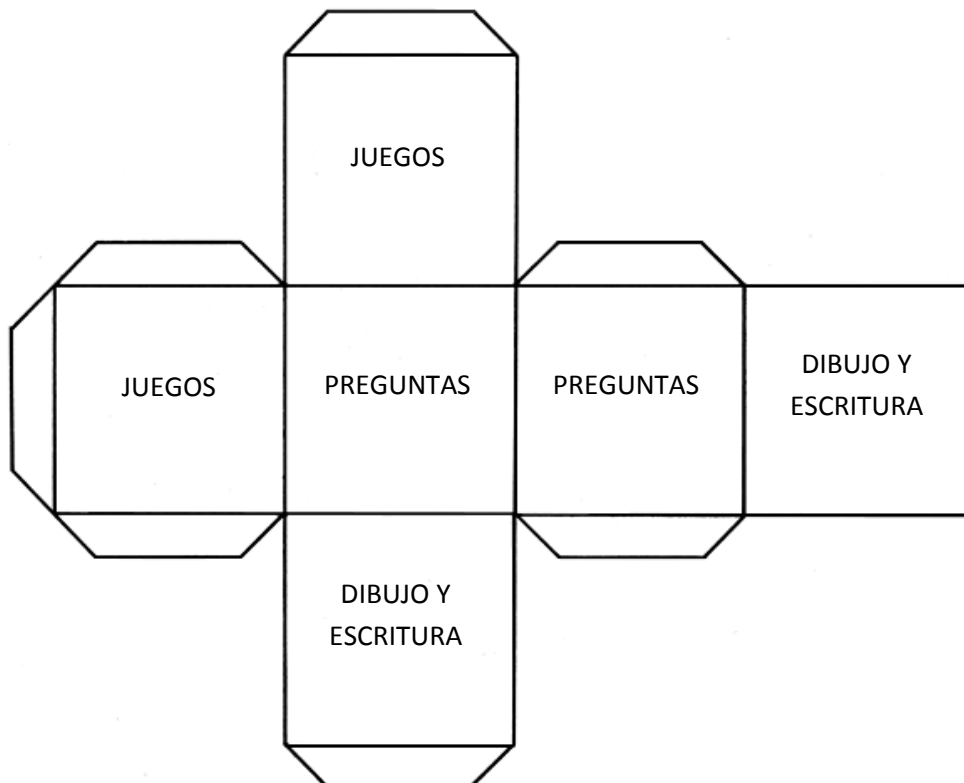 JUEGOS
JUEGOS
PREGUNTAS
PREGUNTAS
DIBUJO Y
ESCRITURA
DIBUJO Y
ESCRITURA